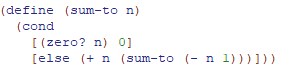 (define (sum-to n)
  (cond
    [(zero? n) 0]
    [else (+ n (sum-to (- n 1)))]))